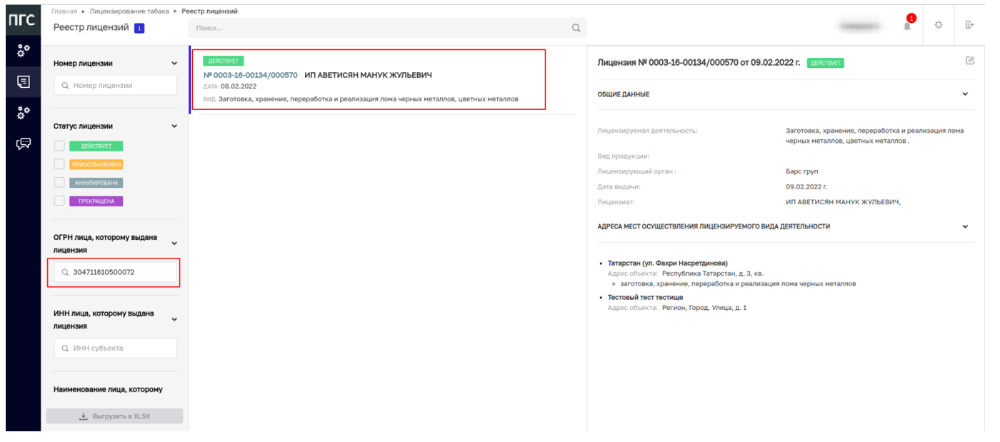 ПГС
Главная ▸ Лицензирование табака ▸ Реестр лицензий
Реестр лицензий 1
Поиск...
1
Номер лицензии
Номер лицензии
Статус лицензии
ДЕЙСТВУЕТ
ПРИОСТАНОВЛЕНА
АННУЛИРОВАНА
ПРЕКРАЩЕНА
ОГРН лица, которому выдана
лицензия
304711610500072
ИНН лица, которому выдана
лицензия
ИНН субъекта
Наименование лица, которому
Выгрузить в XLSX
ДЕЙСТВУЕТ
№ 0003-16-00134/000570 ИП АВЕТИСЯН МАНУК ЖУЛЬЕВИЧ
ДАТА: 08.02.2022
ВИД: Заготовка, хранение, переработка и реализация лома черных металлов, цветных металлов
Лицензия № 0003-16-00134/000570 от 09.02.2022 г. ДЕЙСТВУЕТ
ОБЩИЕ ДАННЫЕ
Лицензируемая деятельность: Заготовка, хранение, переработка и реализация лома
черных металлов, цветных металлов .
Вид продукции:
Лицензирующий орган : Барс груп
Дата выдачи: 09.02.2022 г.
Лицензиат: ИП АВЕТИСЯН МАНУК ЖУЛЬЕВИЧ,
АДРЕСА МЕСТ ОСУЩЕСТВЛЕНИЯ ЛИЦЕНЗИРУЕМОГО ВИДА ДЕЯТЕЛЬНОСТИ
Татарстан (ул. Фахри Насретдинова)
Адрес объекта: Республика Татарстан, д. 3, кв.
заготовка, хранение, переработка и реализация лома черных металлов
Тестовый тест тестище
Адрес объекта: Регион, Город, Улица, д. 1